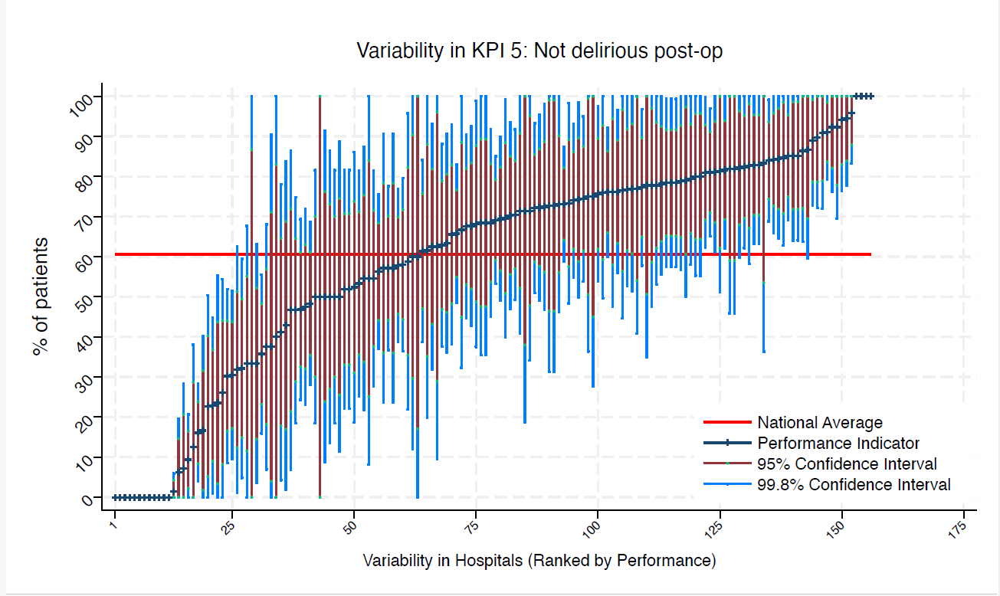 Variability in KPI 5: Not delirious post-op
% of patients
100
90
80
70
60
50
40
30
20
10
0
National Average
Performance Indicator
95% Confidence Interval
99.8% Confidence Interval
1
25
50
75
100
125
150
175
Variability in Hospitals (Ranked by Performance)